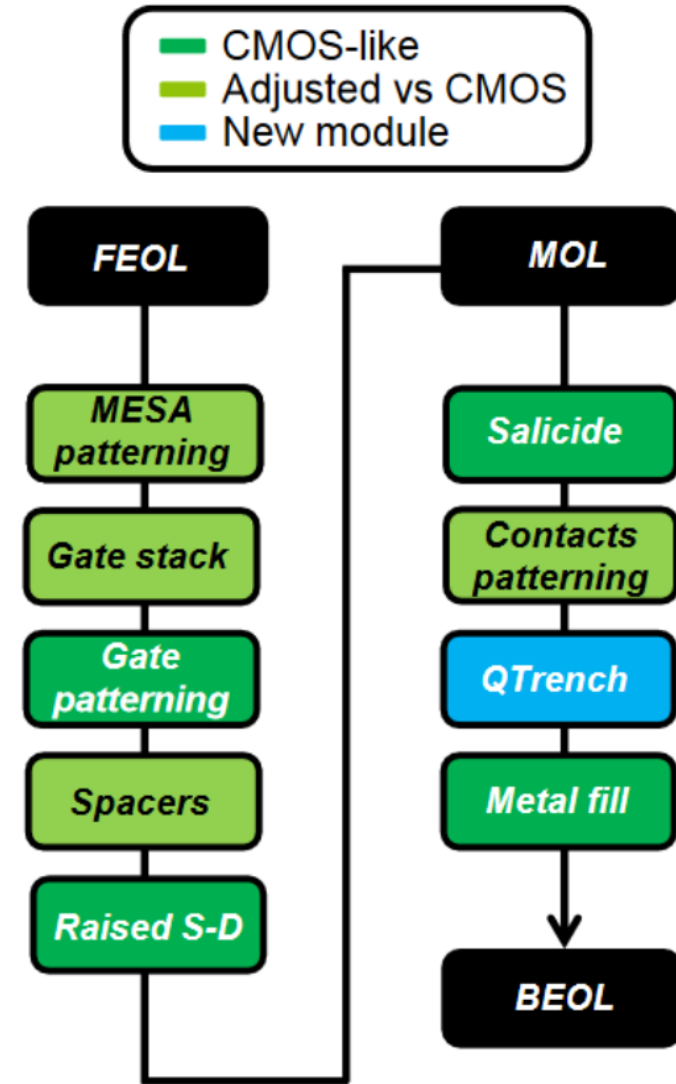 CMOS-like
Adjusted vs CMOS
New module
FEOL
MESA
patterning
Gate stack
Gate
patterning
Spacers
Raised S-D
MOL
Salicide
Contacts
patterning
QTrench
Metal fill
BEOL